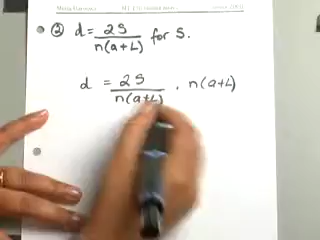 ② d = 2S / n(a+L) for S.
d = 2S / n(a+L) . n(a+L)